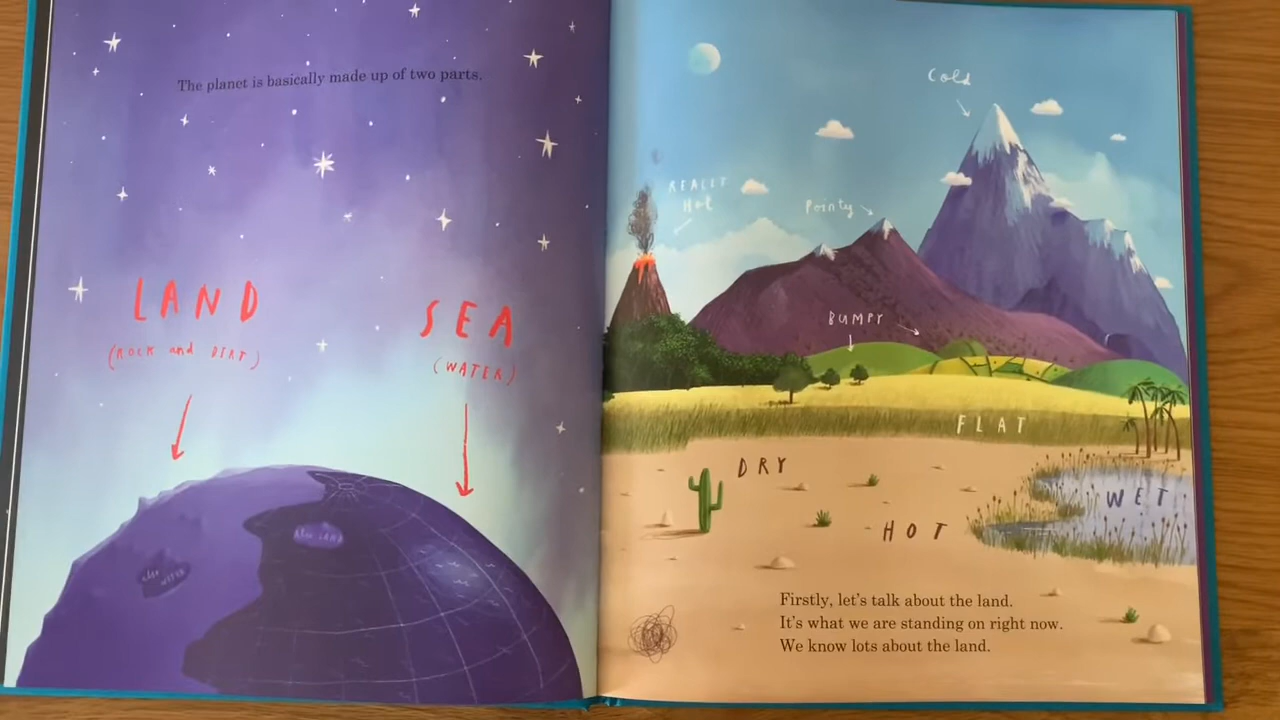 The planet is basically made up of two parts.
LAND
(ROCK and DIRT)
SEA
(WATER)
Cold
REALLY
Hot
Pointy
BUMPY
FLAT
DRY
WET
HOT
Firstly, let's talk about the land.
It's what we are standing on right now.
We know lots about the land.